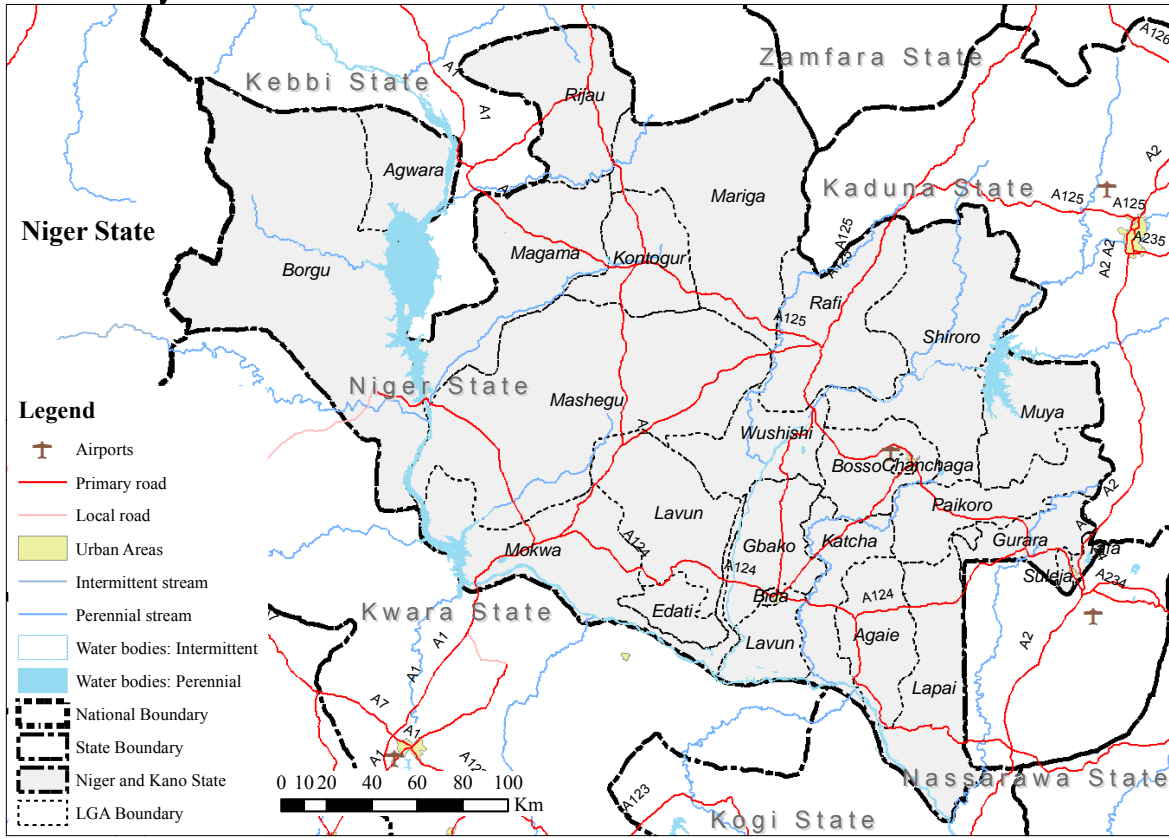 Zamfara State
A126
Kebbi State
A1
A1
Rijau
A2
Agwara
Mariga
Kaduna State
A125
A125
A235
A2
A2
Niger State
Borgu
Magama
Kontogur
A125
A125
Rafi
A125
Shiroro
Niger State
Mashegu
Muya
Wushishi
Bosso
Chanchaga
Legend
Airports
Primary road
Local road
Urban Areas
Intermittent stream
Perennial stream
Water bodies: Intermittent
Water bodies: Perennial
National Boundary
State Boundary
Niger and Kano State
LGA Boundary
Lavun
Paikoro
A2
Mokwa
A124
Gbako
Katcha
Gurara
Suleja
A234
A124
Bida
A124
Kwara State
Edati
Lavun
Agaie
A2
A1
A1
Lapai
A7
A1
A1
Nassarawa State
A123
Kogi State
0 10 20 40 60 80 100
Km